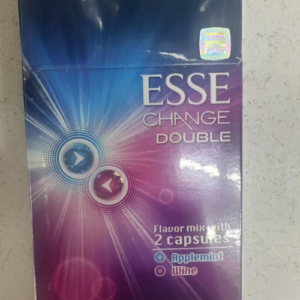 ESSE
CHANGE
DOUBLE
Flavor mix with
2 capsules
Applemint
Wine